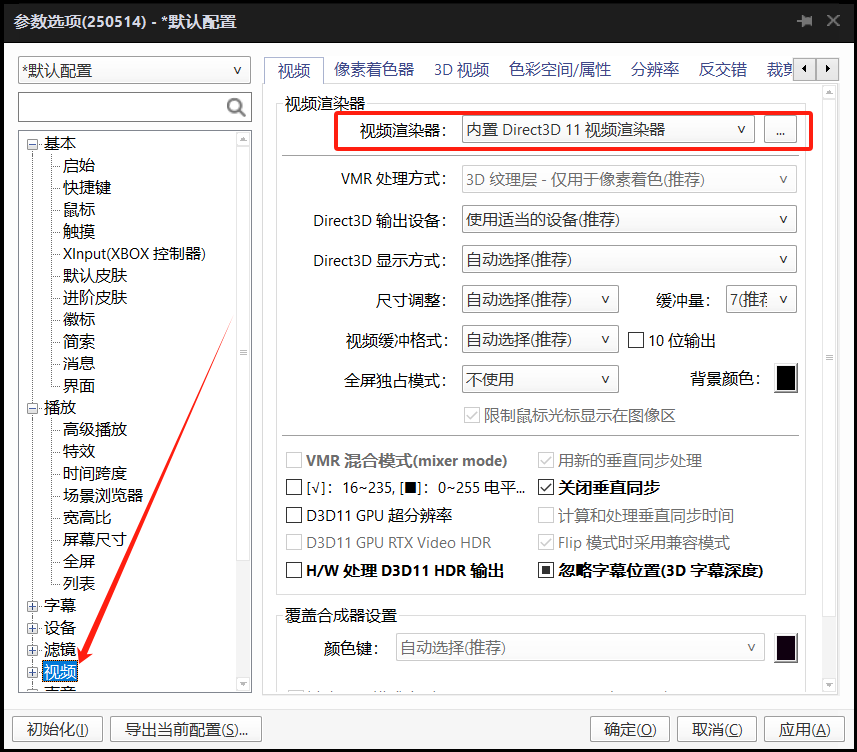 参数选项(250514) - *默认配置
*默认配置
基本
启始
快捷键
鼠标
触摸
XInput(XBOX 控制器)
默认皮肤
进阶皮肤
徽标
简索
消息
界面
播放
高级播放
特效
时间跨度
场景浏览器
宽高比
屏幕尺寸
全屏
列表
字幕
设备
滤镜
视频
视频 像素着色器 3D 视频 色彩空间/属性 分辨率 反交错 裁剪
视频渲染器
视频渲染器： 内置 Direct3D 11 视频渲染器 ...
VMR 处理方式： 3D 纹理层 - 仅用于像素着色(推荐)
Direct3D 输出设备： 使用适当的设备(推荐)
Direct3D 显示方式： 自动选择(推荐)
尺寸调整： 自动选择(推荐) 缓冲量： 7(推荐
视频缓冲格式： 自动选择(推荐) 10 位输出
全屏独占模式： 不使用 背景颜色：
限制鼠标光标显示在图像区
VMR 混合模式(mixer mode) 用新的垂直同步处理
[√]：16~235, [■]：0~255 电平... 关闭垂直同步
D3D11 GPU 超分辨率 计算和处理垂直同步时间
D3D11 GPU RTX Video HDR Flip 模式时采用兼容模式
H/W 处理 D3D11 HDR 输出 忽略字幕位置(3D 字幕深度)
覆盖合成器设置
颜色键： 自动选择(推荐)
初始化(I) 导出当前配置(S)... 确定(O) 取消(C) 应用(A)